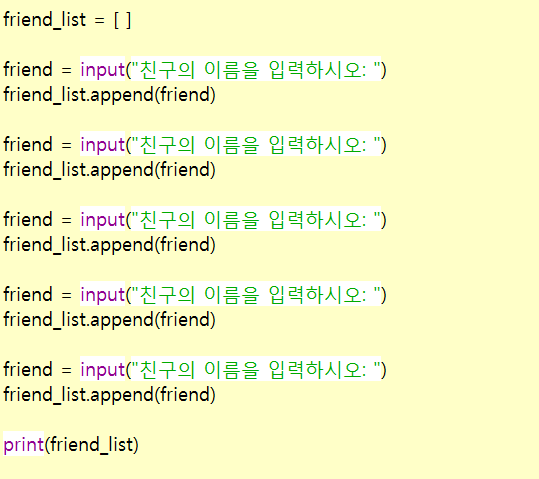 friend_list = [ ]
friend = input("친구의 이름을 입력하시오: ")
friend_list.append(friend)
friend = input("친구의 이름을 입력하시오: ")
friend_list.append(friend)
friend = input("친구의 이름을 입력하시오: ")
friend_list.append(friend)
friend = input("친구의 이름을 입력하시오: ")
friend_list.append(friend)
friend = input("친구의 이름을 입력하시오: ")
friend_list.append(friend)
print(friend_list)